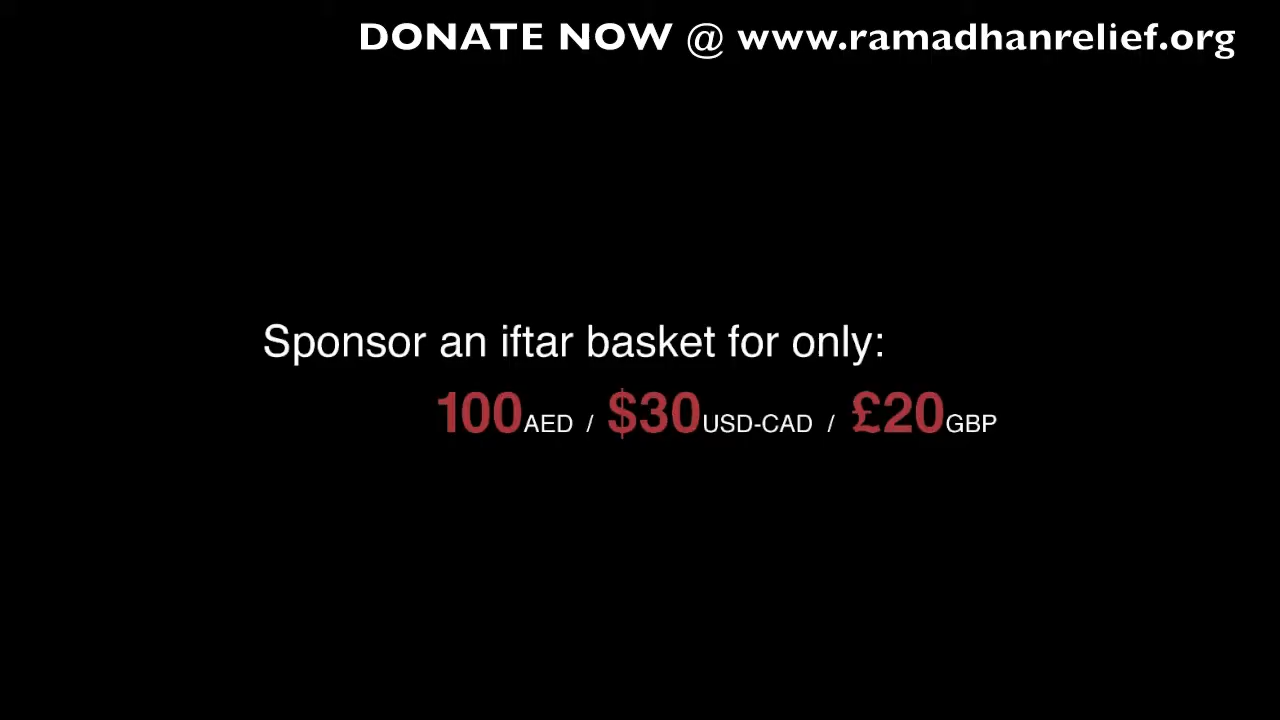 DONATE NOW @ www.ramadhanrelief.org
Sponsor an iftar basket for only:
100AED / $30USD-CAD / £20GBP